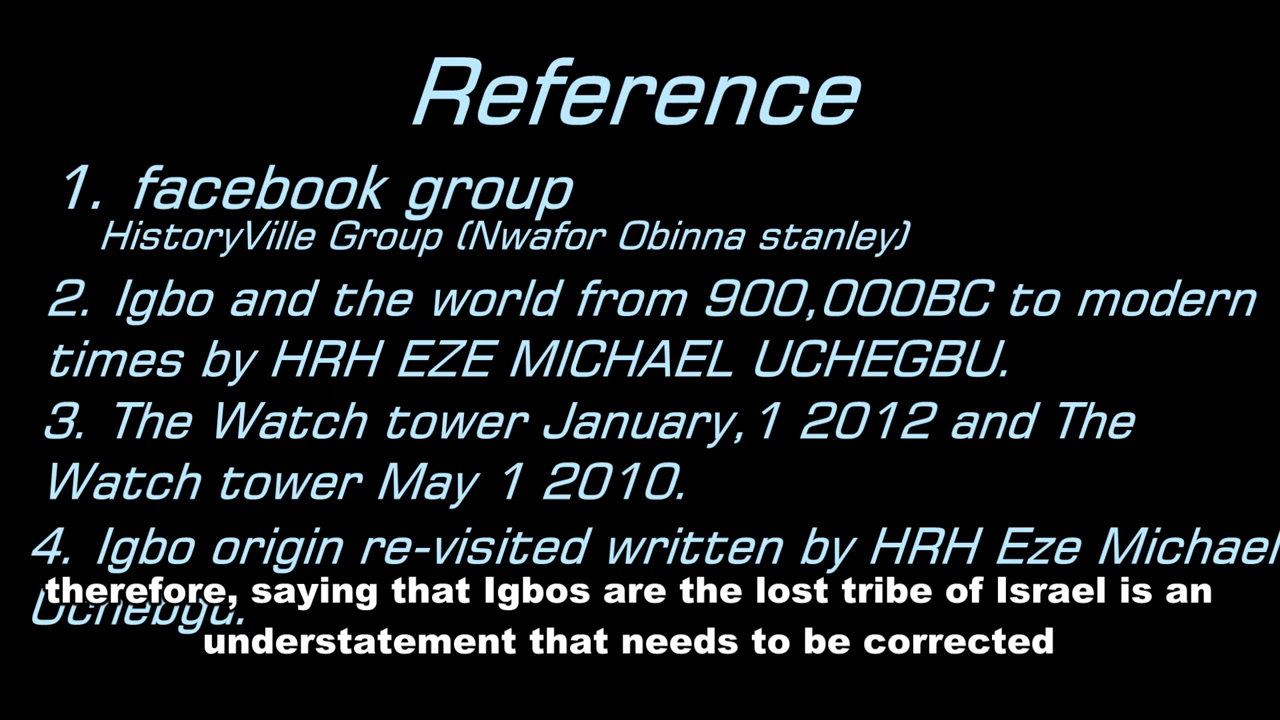 Reference
1. facebook group
HistoryVille Group (Nwafor Obinna stanley)
2. Igbo and the world from 900,000BC to modern
times by HRH EZE MICHAEL UCHEGBU.
3. The Watch tower January,1 2012 and The
Watch tower May 1 2010.
4. Igbo origin re-visited written by HRH Eze Michael
therefore, saying that Igbos are the lost tribe of Israel is an
understatement that needs to be corrected